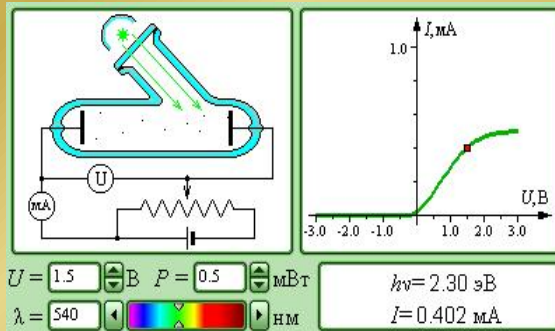 U
мА
I,мА
1.0
U,В
-3.0 -2.0 -1.0 1.0 2.0 3.0
U = 1.5 В P = 0.5 мВт
λ = 540 нм
hν = 2.30 эВ
I = 0.402 мА